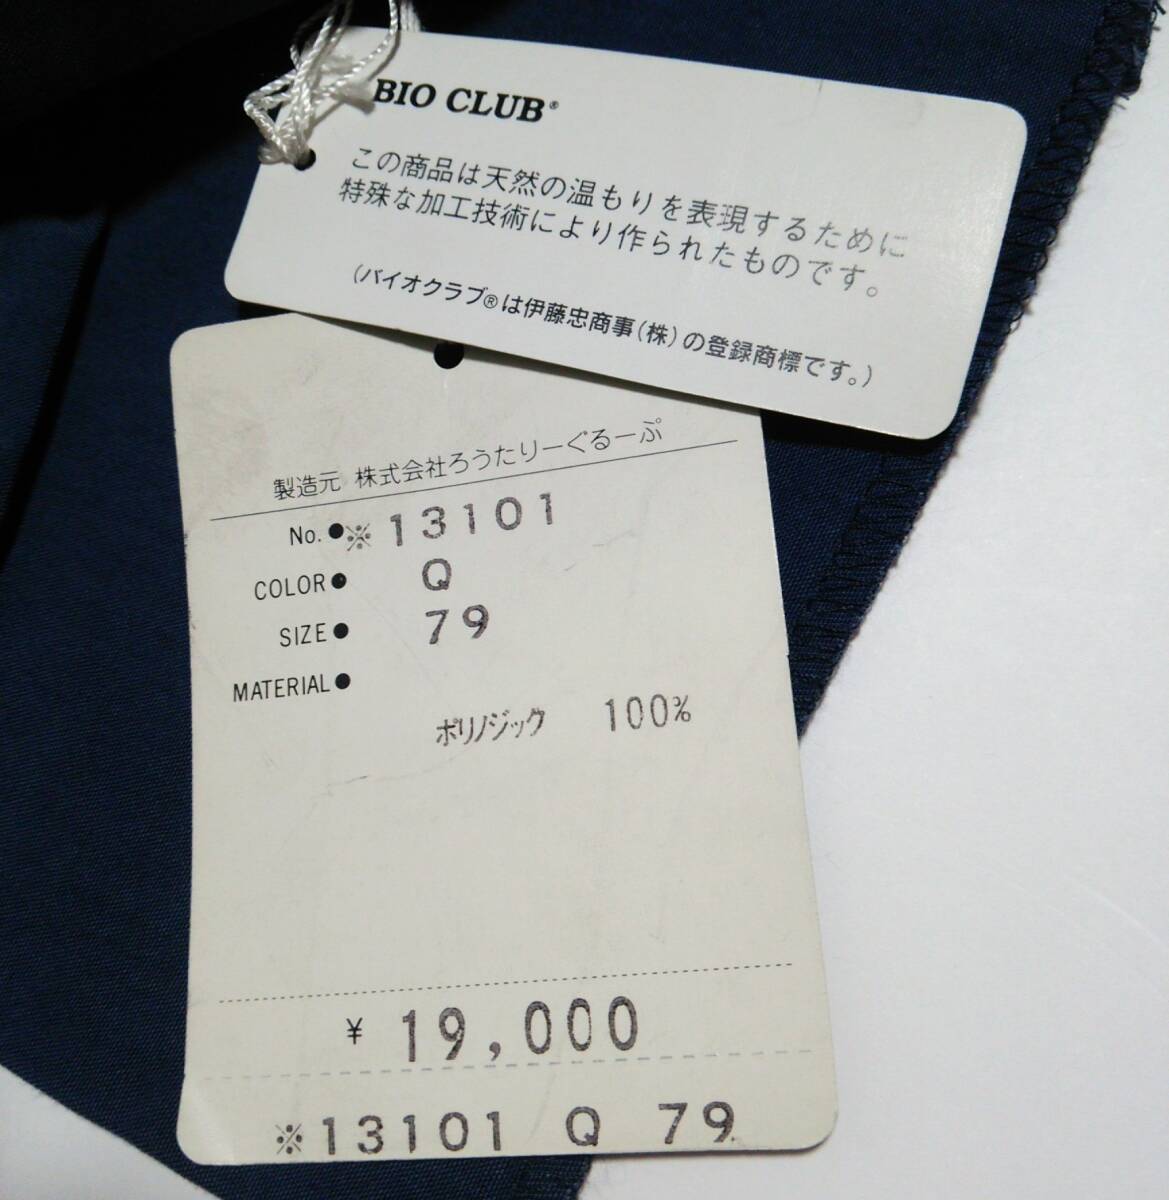 BIO CLUB®
この商品は天然の温もりを表現するために
特殊な加工技術により作られたものです。
(バイオクラブ®は伊藤忠商事(株)の登録商標です。)
製造元 株式会社ろうたりーぐるーぷ
No.●※13101
COLOR● Q
SIZE● 79
MATERIAL●
ポリノジック 100%
¥ 19,000
※13101 Q 79